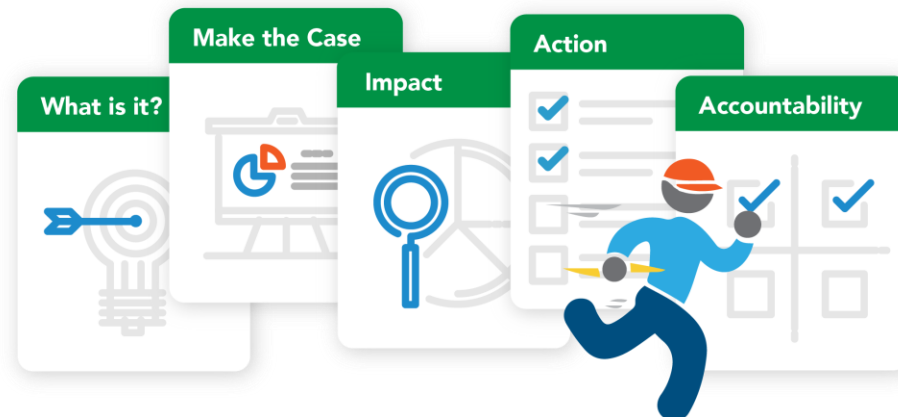 What is it?
Make the Case
Impact
Action
Accountability